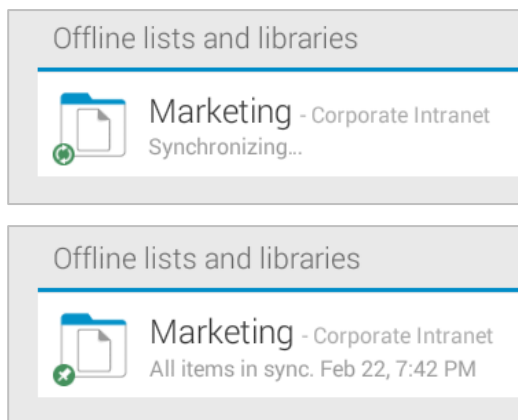 Offline lists and libraries
Marketing - Corporate Intranet
Synchronizing...
Offline lists and libraries
Marketing - Corporate Intranet
All items in sync. Feb 22, 7:42 PM